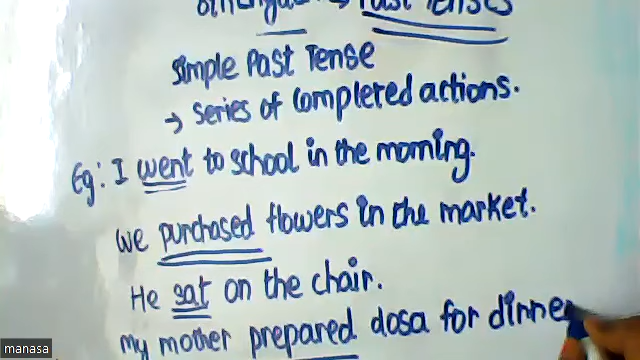 Past Tenses
Simple Past Tense
→ Series of Completed actions.
Eg: I went to school in the morning.
We purchased flowers in the market.
He sat on the chair.
My mother prepared dosa for dinner
manasa